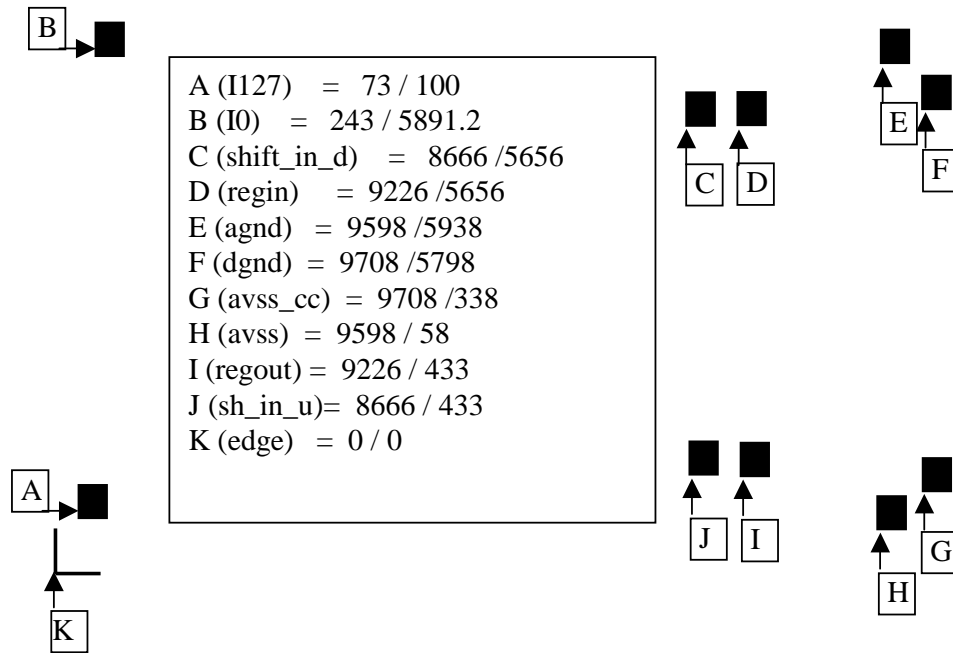 B
A (I127) = 73 / 100
B (I0) = 243 / 5891.2
C (shift_in_d) = 8666 /5656
D (regin) = 9226 /5656
E (agnd) = 9598 /5938
F (dgnd) = 9708 /5798
G (avss_cc) = 9708 /338
H (avss) = 9598 / 58
I (regout) = 9226 / 433
J (sh_in_u)= 8666 / 433
K (edge) = 0 / 0
C
D
E
F
A
J
I
G
H
K